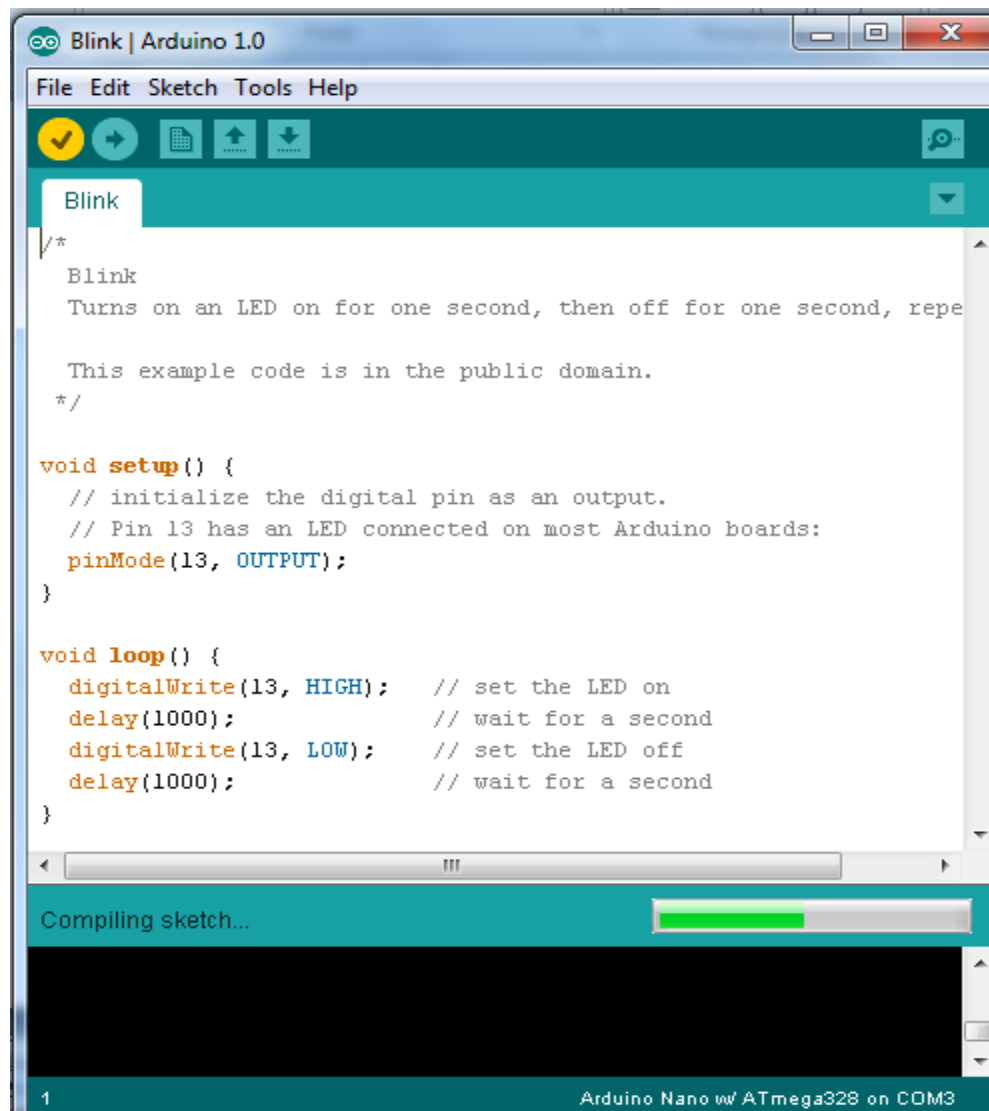 Blink | Arduino 1.0
File Edit Sketch Tools Help
Blink
/*
  Blink
  Turns on an LED on for one second, then off for one second, repe

  This example code is in the public domain.
 */

void setup() {
  // initialize the digital pin as an output.
  // Pin 13 has an LED connected on most Arduino boards:
  pinMode(13, OUTPUT);
}

void loop() {
  digitalWrite(13, HIGH);   // set the LED on
  delay(1000);              // wait for a second
  digitalWrite(13, LOW);    // set the LED off
  delay(1000);              // wait for a second
}
Compiling sketch...
1 Arduino Nano w/ ATmega328 on COM3